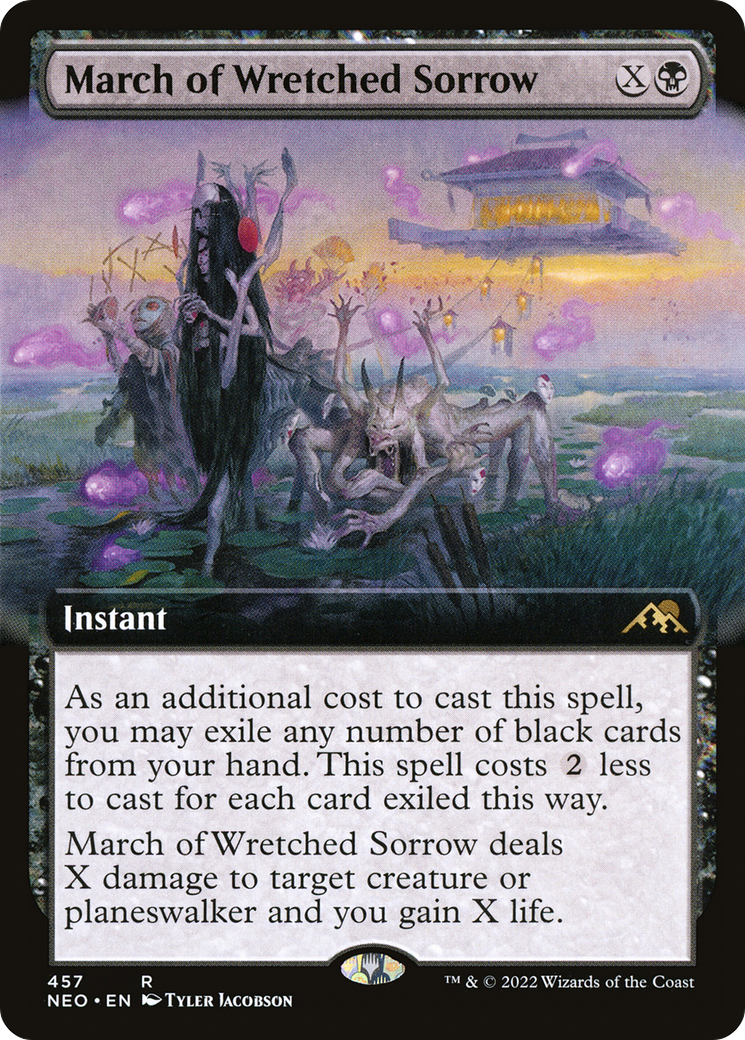 March of Wretched Sorrow X
Instant
As an additional cost to cast this spell,
you may exile any number of black cards
from your hand. This spell costs 2 less
to cast for each card exiled this way.
March of Wretched Sorrow deals
X damage to target creature or
planeswalker and you gain X life.
457 R
NEO • EN Tyler Jacobson
™ & © 2022 Wizards of the Coast